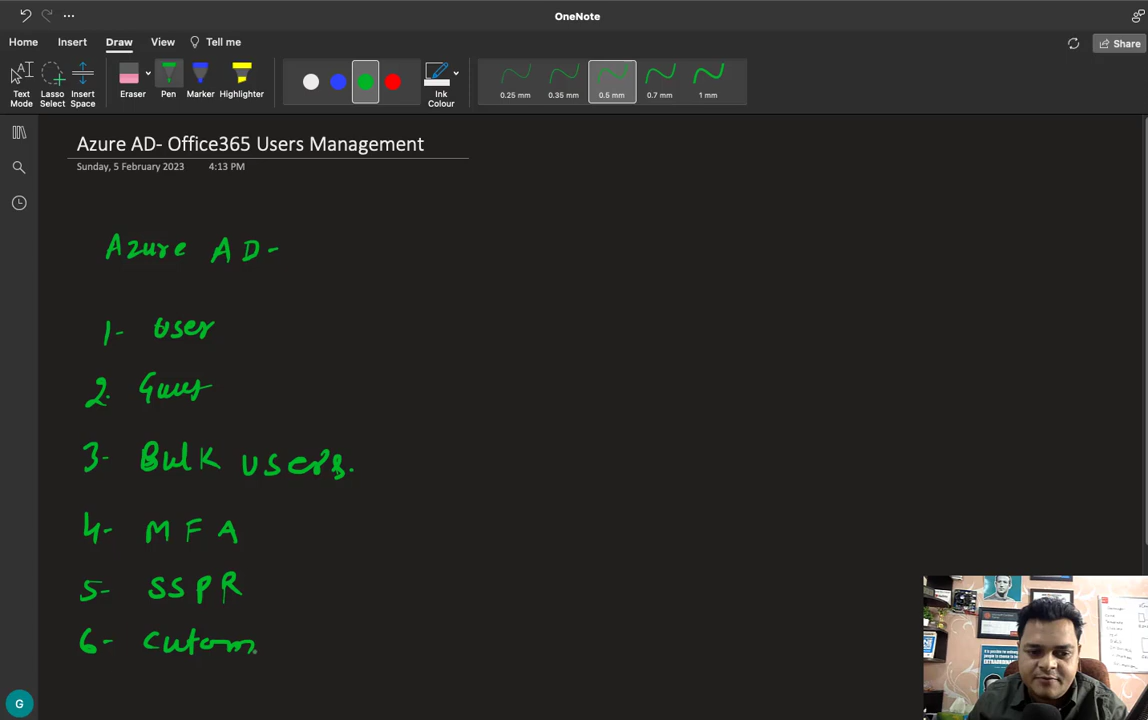 OneNote
Home Insert Draw View Tell me
Share
Text Mode
Lasso Select
Insert Space
Eraser
Pen
Marker
Highlighter
Ink Colour
0.25 mm
0.35 mm
0.5 mm
0.7 mm
1 mm
Azure AD- Office365 Users Management
Sunday, 5 February 2023 4:13 PM
Azure AD-
1- User
2. Guest
3- Bulk users.
4- MFA
5- SSPR
6- Cutom.
G